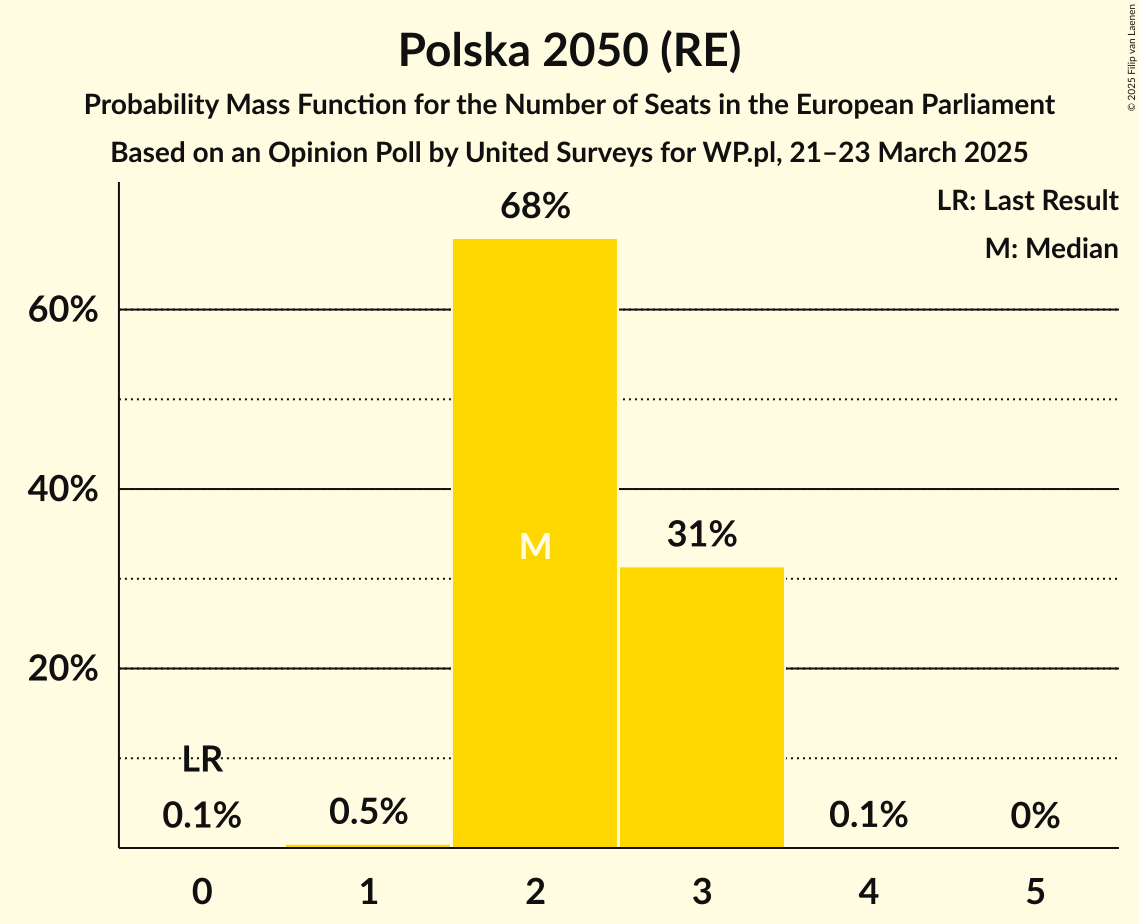 Polska 2050 (RE)
Probability Mass Function for the Number of Seats in the European Parliament
Based on an Opinion Poll by United Surveys for WP.pl, 21–23 March 2025
© 2025 Filip van Laenen
LR: Last Result
M: Median
68%
60%
40%
31%
M
20%
LR
0.1%
0.5%
0.1%
0%
0 1 2 3 4 5